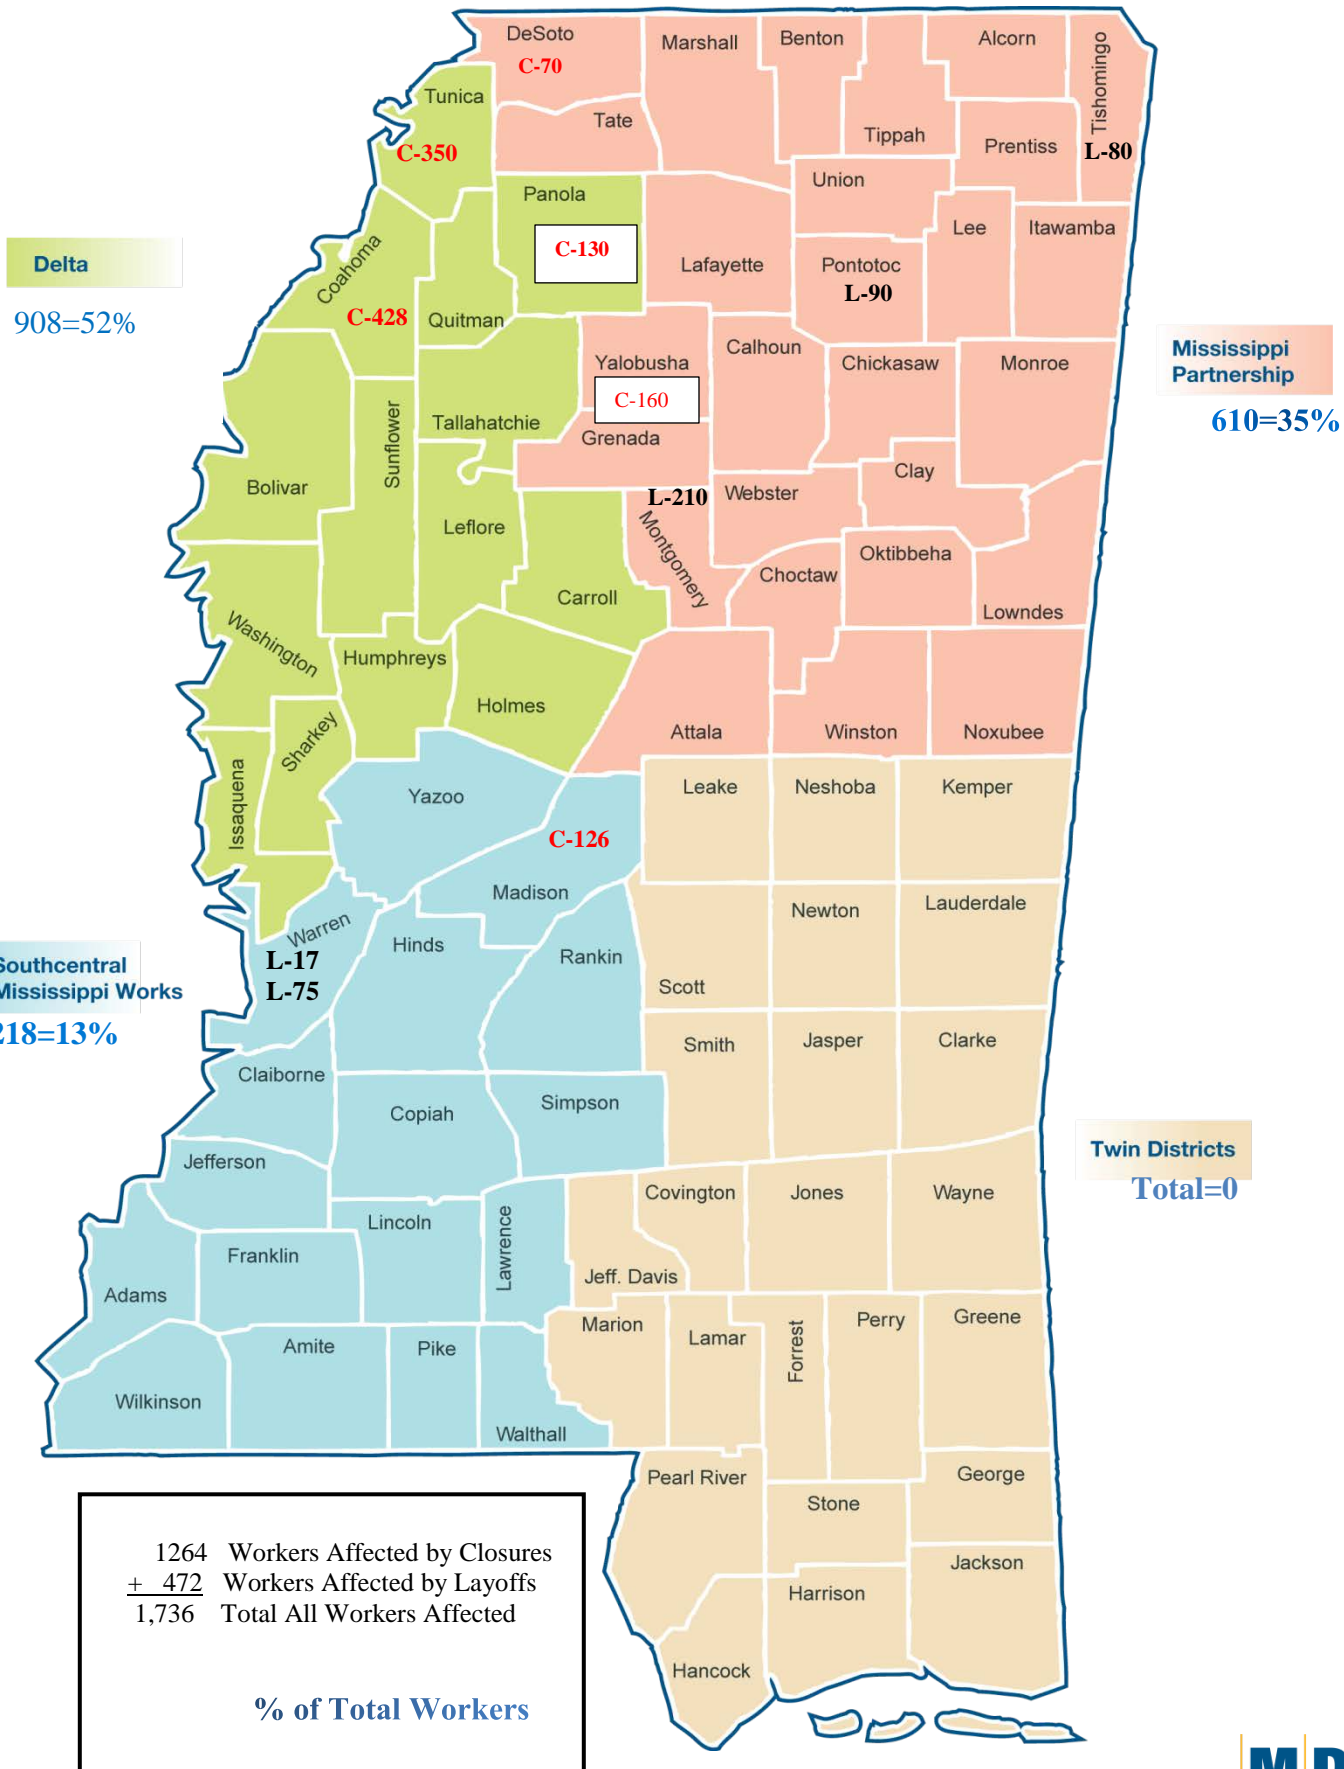 DeSoto
C-70
Marshall
Benton
Alcorn
Tishomingo
L-80
Tunica
C-350
Tate
Tippah
Prentiss
Panola
C-130
Union
Lee
Itawamba
Delta
908=52%
Coahoma
C-428
Quitman
Lafayette
Pontotoc
L-90
Yalobusha
C-160
Calhoun
Chickasaw
Monroe
Mississippi
Partnership
610=35%
Sunflower
Tallahatchie
Grenada
Bolivar
Leflore
L-210
Montgomery
Webster
Clay
Carroll
Choctaw
Oktibbeha
Lowndes
Washington
Humphreys
Holmes
Attala
Winston
Noxubee
Sharkey
Issaquena
Yazoo
Leake
Neshoba
Kemper
C-126
Madison
Warren
L-17
L-75
Hinds
Rankin
Scott
Newton
Lauderdale
Southcentral
Mississippi Works
218=13%
Smith
Jasper
Clarke
Claiborne
Copiah
Simpson
Twin Districts
Total=0
Jefferson
Lincoln
Lawrence
Covington
Jones
Wayne
Adams
Franklin
Jeff. Davis
Marion
Lamar
Forrest
Perry
Greene
Wilkinson
Amite
Pike
Walthall
Pearl River
Stone
George
Hancock
Harrison
Jackson
1264 Workers Affected by Closures
+ 472 Workers Affected by Layoffs
1,736 Total All Workers Affected
% of Total Workers